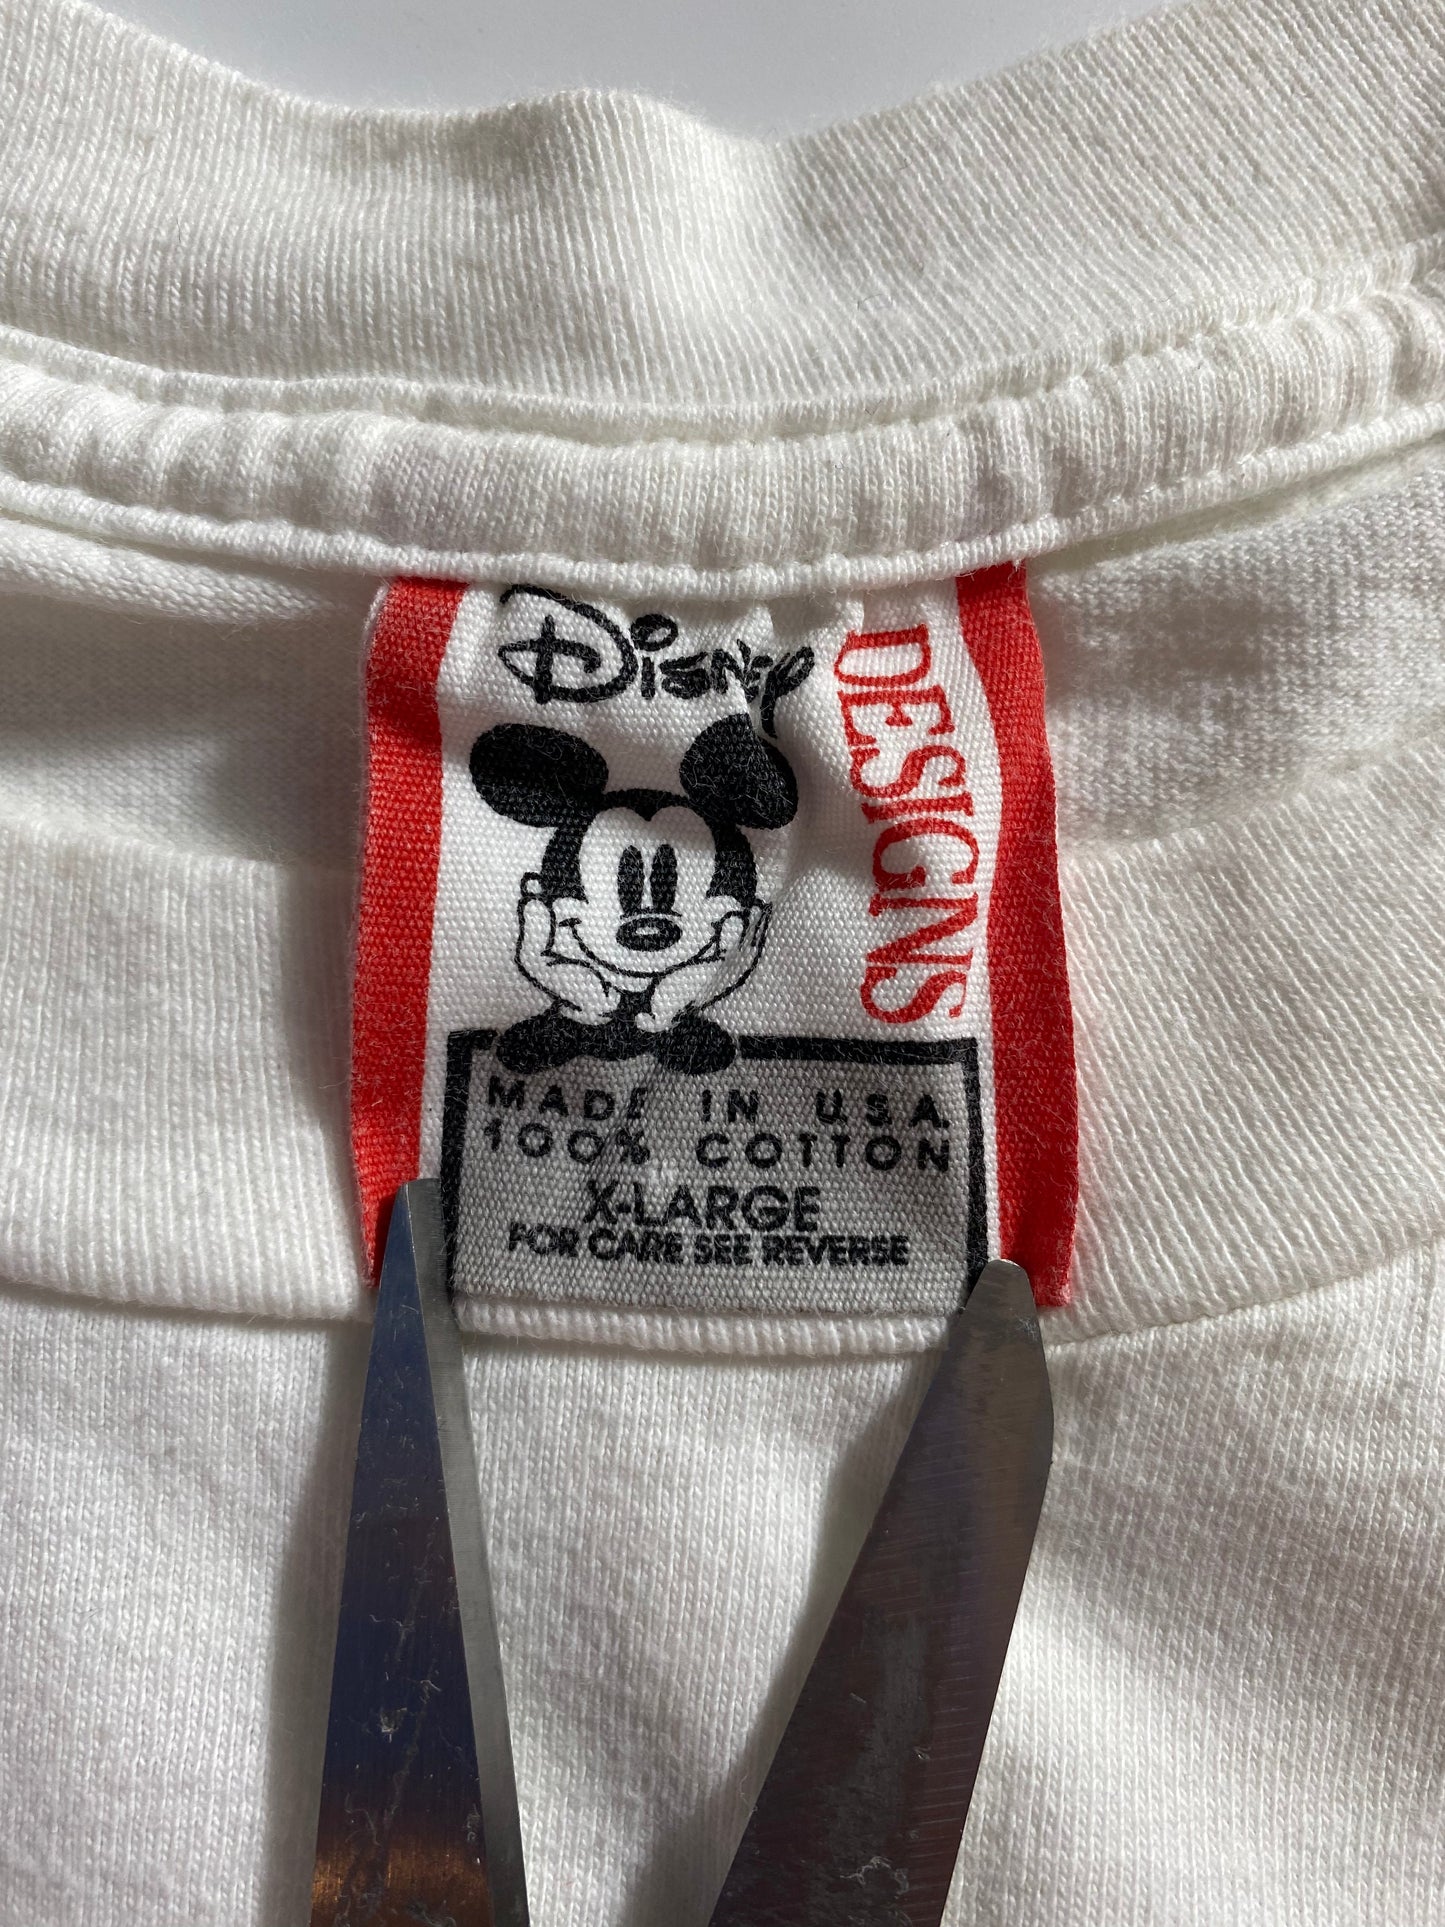 Disney
DESIGNS
MADE IN U.S.A.
100% COTTON
X-LARGE
FOR CARE SEE REVERSE